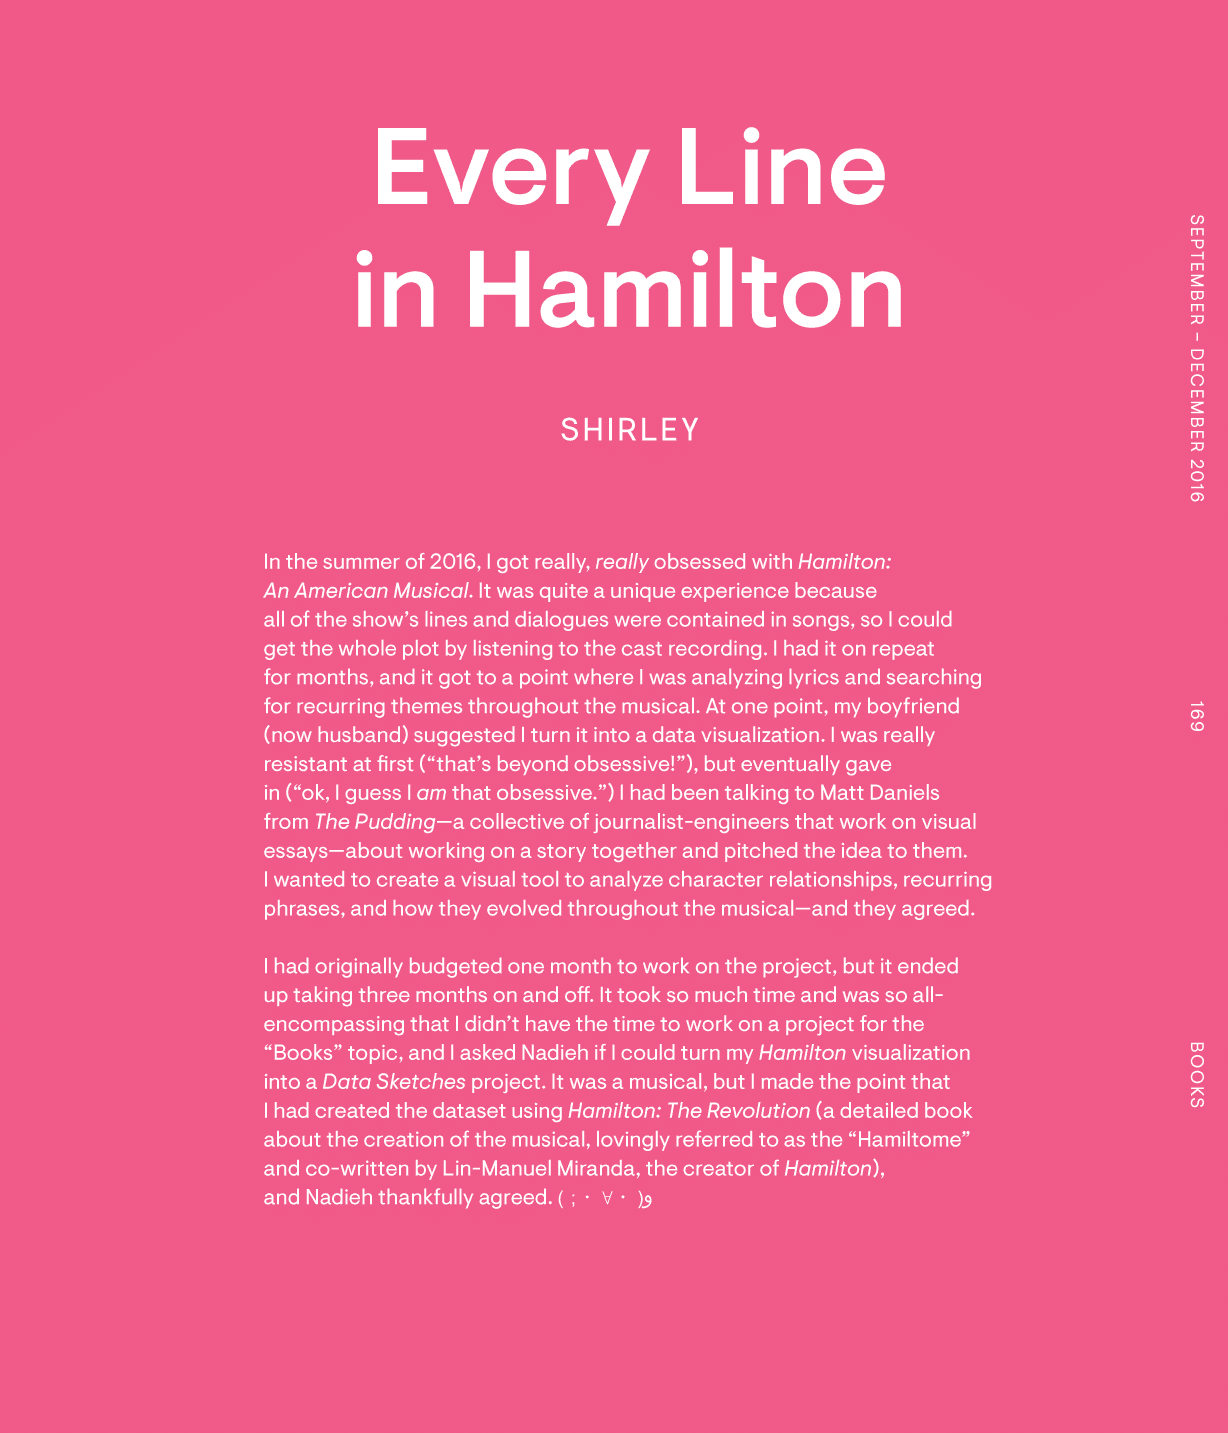 Every Line
in Hamilton
SHIRLEY
In the summer of 2016, I got really, really obsessed with Hamilton:
An American Musical. It was quite a unique experience because
all of the show’s lines and dialogues were contained in songs, so I could
get the whole plot by listening to the cast recording. I had it on repeat
for months, and it got to a point where I was analyzing lyrics and searching
for recurring themes throughout the musical. At one point, my boyfriend
(now husband) suggested I turn it into a data visualization. I was really
resistant at first (“that’s beyond obsessive!”), but eventually gave
in (“ok, I guess I am that obsessive.”) I had been talking to Matt Daniels
from The Pudding—a collective of journalist-engineers that work on visual
essays—about working on a story together and pitched the idea to them.
I wanted to create a visual tool to analyze character relationships, recurring
phrases, and how they evolved throughout the musical—and they agreed.
I had originally budgeted one month to work on the project, but it ended
up taking three months on and off. It took so much time and was so all-
encompassing that I didn’t have the time to work on a project for the
“Books” topic, and I asked Nadieh if I could turn my Hamilton visualization
into a Data Sketches project. It was a musical, but I made the point that
I had created the dataset using Hamilton: The Revolution (a detailed book
about the creation of the musical, lovingly referred to as the “Hamiltome”
and co-written by Lin-Manuel Miranda, the creator of Hamilton),
and Nadieh thankfully agreed. ( ; ・ ∀ ・ )و
SEPTEMBER – DECEMBER 2016
169
BOOKS